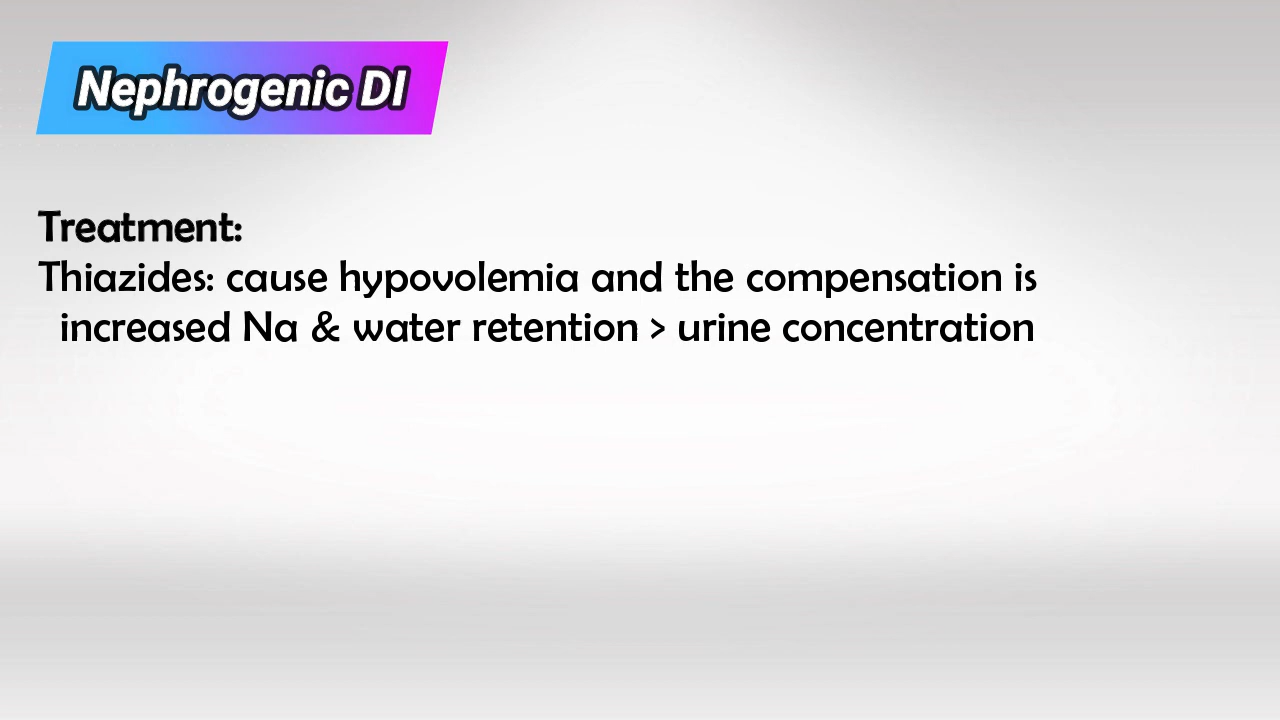 Nephrogenic DI
Treatment:
Thiazides: cause hypovolemia and the compensation is
increased Na & water retention > urine concentration